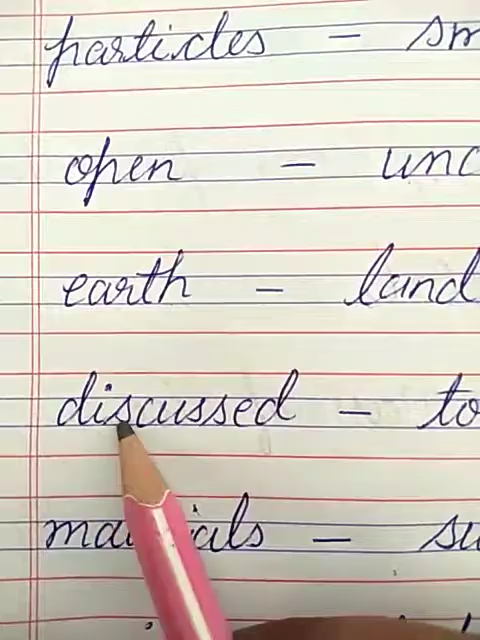 particles - sm
open - unc
earth - land
discussed - to
- su